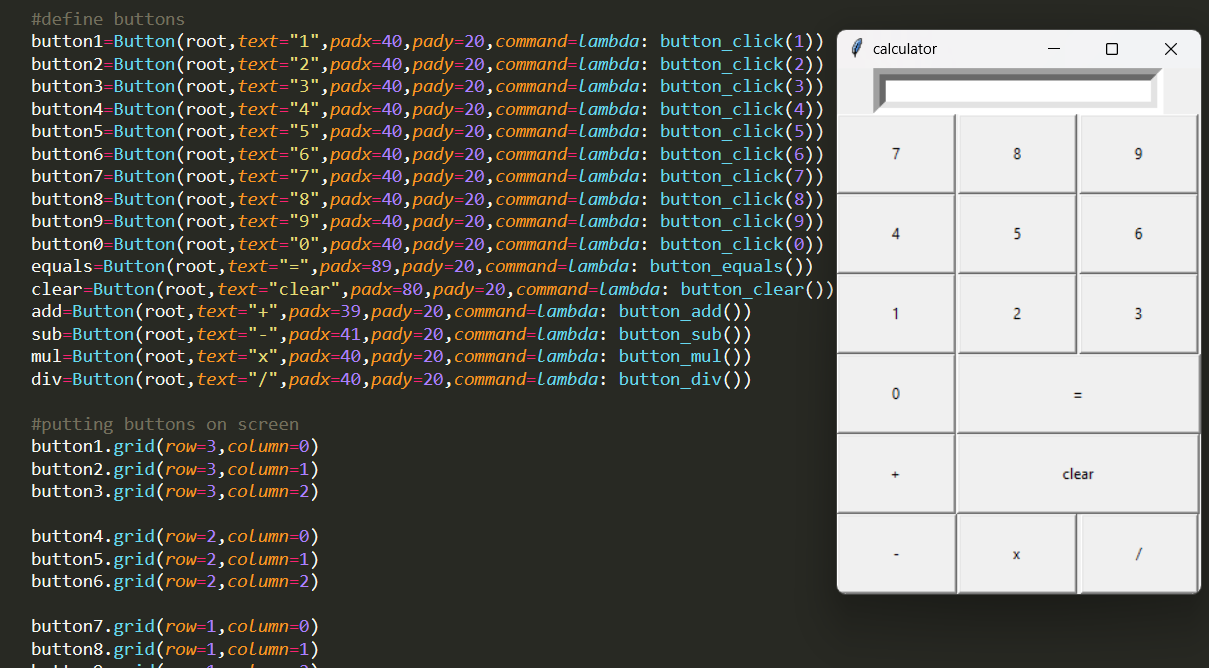 #define buttons
button1=Button(root,text="1",padx=40,pady=20,command=lambda: button_click(1))
button2=Button(root,text="2",padx=40,pady=20,command=lambda: button_click(2))
button3=Button(root,text="3",padx=40,pady=20,command=lambda: button_click(3))
button4=Button(root,text="4",padx=40,pady=20,command=lambda: button_click(4))
button5=Button(root,text="5",padx=40,pady=20,command=lambda: button_click(5))
button6=Button(root,text="6",padx=40,pady=20,command=lambda: button_click(6))
button7=Button(root,text="7",padx=40,pady=20,command=lambda: button_click(7))
button8=Button(root,text="8",padx=40,pady=20,command=lambda: button_click(8))
button9=Button(root,text="9",padx=40,pady=20,command=lambda: button_click(9))
button0=Button(root,text="0",padx=40,pady=20,command=lambda: button_click(0))
equals=Button(root,text="=",padx=89,pady=20,command=lambda: button_equals())
clear=Button(root,text="clear",padx=80,pady=20,command=lambda: button_clear())
add=Button(root,text="+",padx=39,pady=20,command=lambda: button_add())
sub=Button(root,text="-",padx=41,pady=20,command=lambda: button_sub())
mul=Button(root,text="x",padx=40,pady=20,command=lambda: button_mul())
div=Button(root,text="/",padx=40,pady=20,command=lambda: button_div())
#putting buttons on screen
button1.grid(row=3,column=0)
button2.grid(row=3,column=1)
button3.grid(row=3,column=2)
button4.grid(row=2,column=0)
button5.grid(row=2,column=1)
button6.grid(row=2,column=2)
button7.grid(row=1,column=0)
button8.grid(row=1,column=1)
calculator
7 8 9
4 5 6
1 2 3
0 =
+ clear
- x /